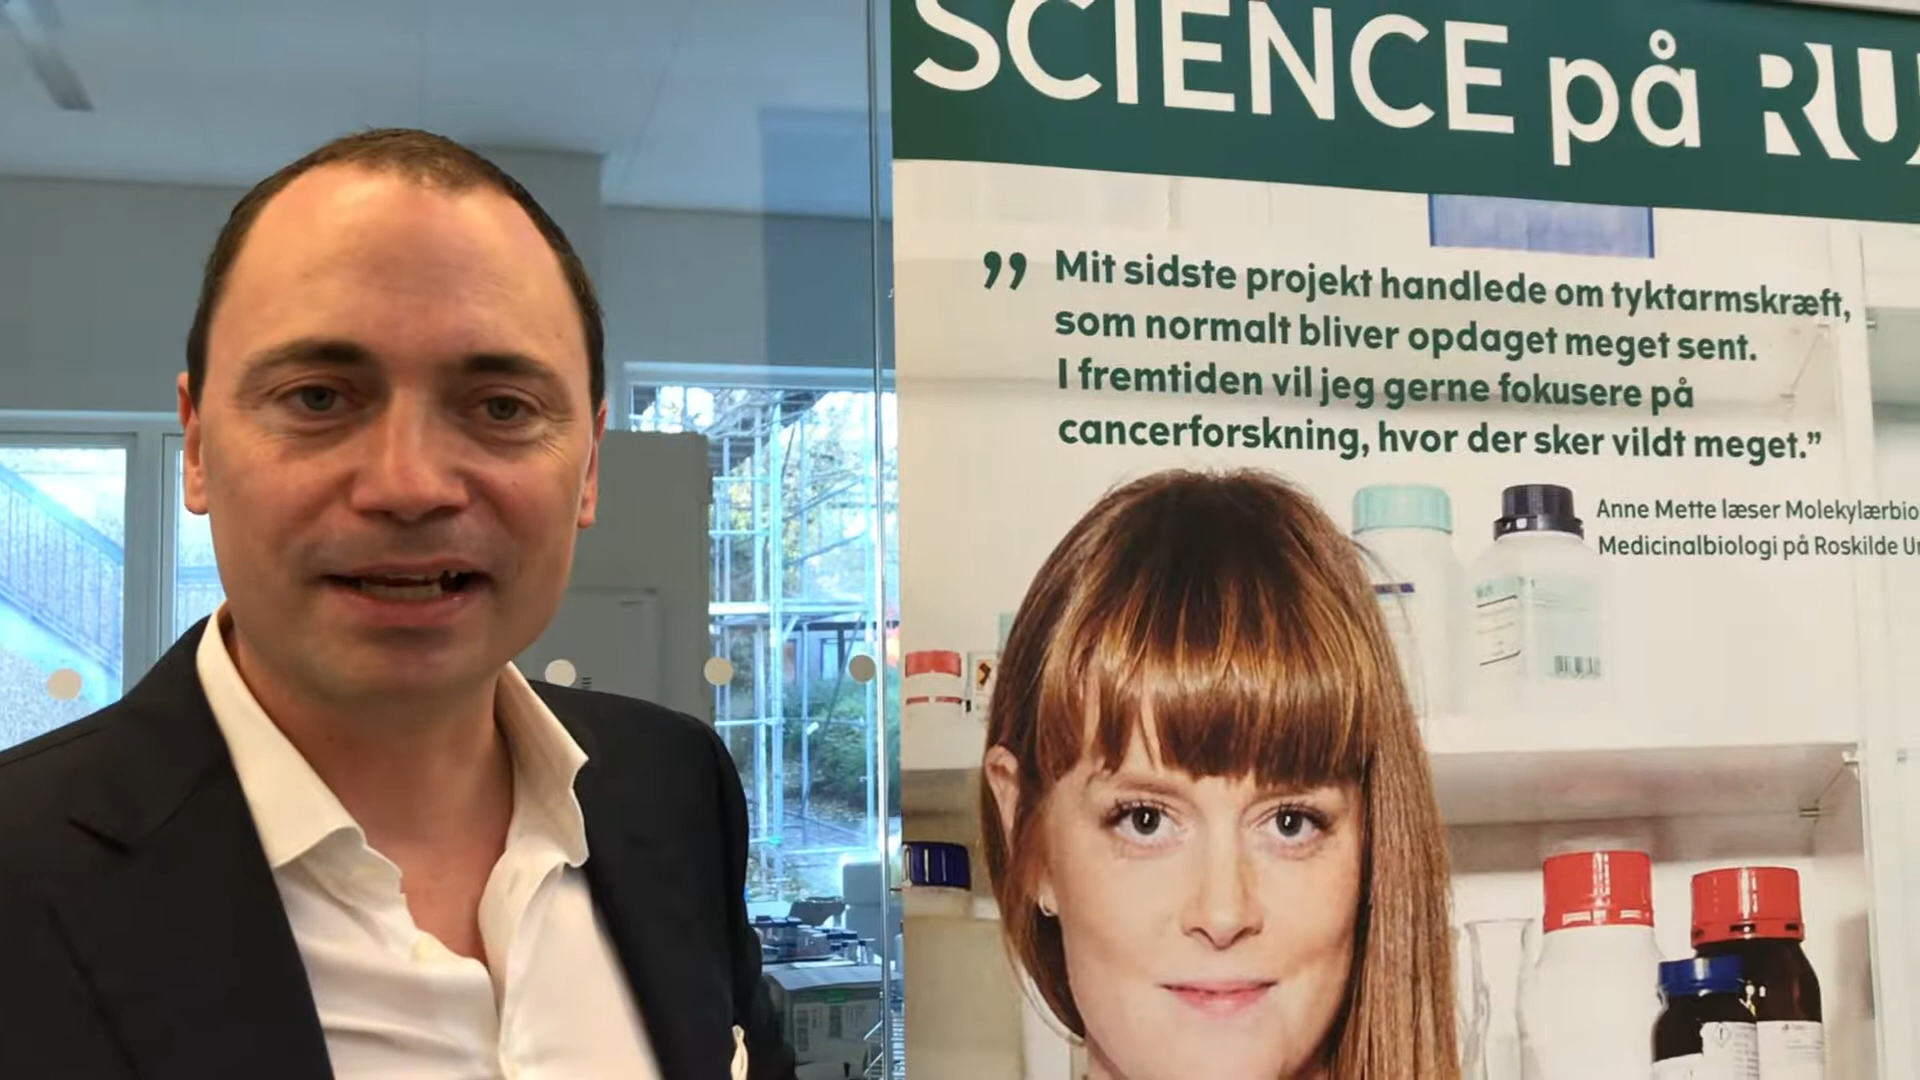 SCIENCE på RU
” Mit sidste projekt handlede om tyktarmskræft,
som normalt bliver opdaget meget sent.
I fremtiden vil jeg gerne fokusere på
cancerforskning, hvor der sker vildt meget.”
Anne Mette læser Molekylærbio
Medicinalbiologi på Roskilde